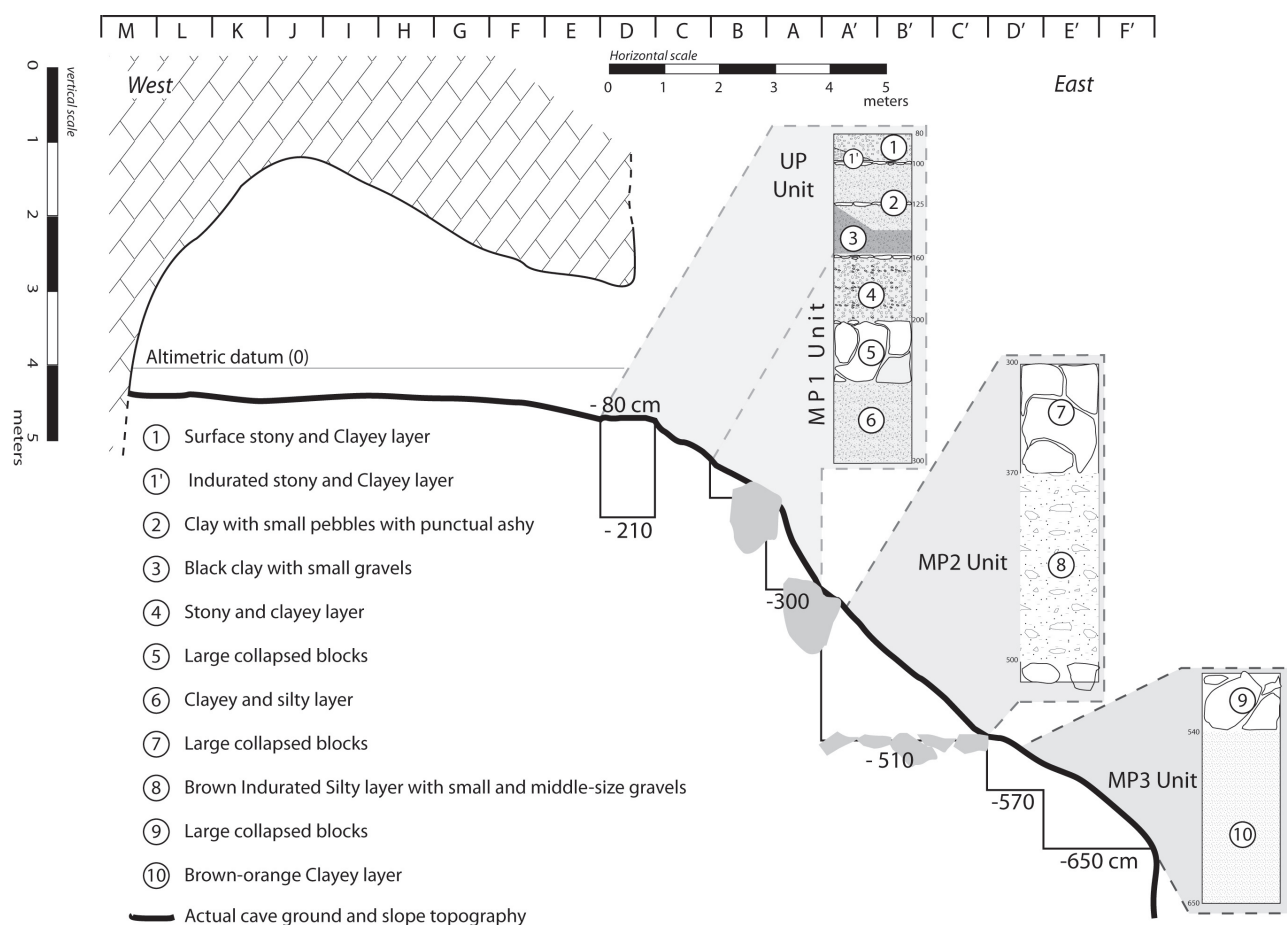 M L K J I H G F E D C B A A′ B′ C′ D′ E′ F′
Horizontal scale
0 1 2 3 4 5
meters
West
East
vertical scale
0 1 2 3 4 5
meters
UP
Unit
80
1
1'
100
2
125
3
160
4
200
5
6
300
MP1 Unit
Altimetric datum (0)
- 80 cm
- 210
-300
- 510
-570
-650 cm
300
7
370
MP2 Unit
8
500
9
540
MP3 Unit
10
650
1 Surface stony and Clayey layer
1' Indurated stony and Clayey layer
2 Clay with small pebbles with punctual ashy
3 Black clay with small gravels
4 Stony and clayey layer
5 Large collapsed blocks
6 Clayey and silty layer
7 Large collapsed blocks
8 Brown Indurated Silty layer with small and middle-size gravels
9 Large collapsed blocks
10 Brown-orange Clayey layer
Actual cave ground and slope topography